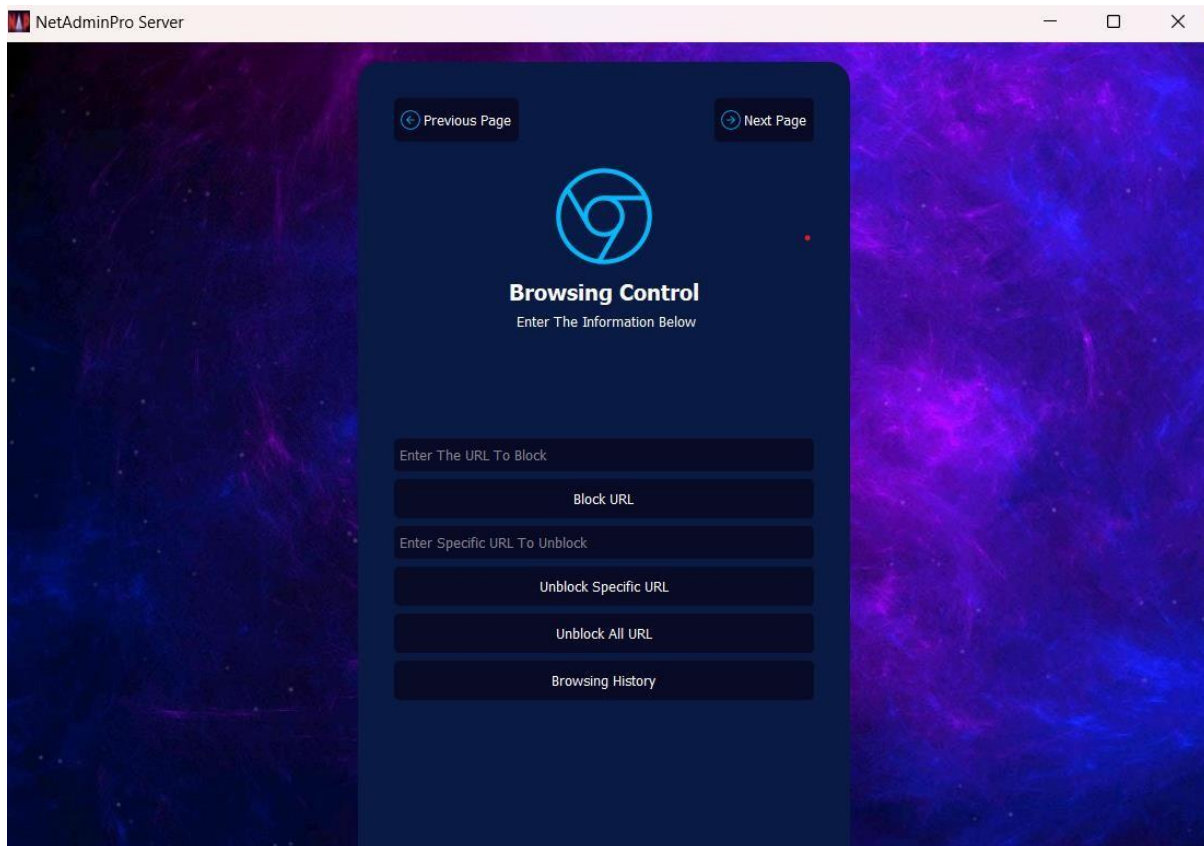 NetAdminPro Server
Previous Page
Next Page
Browsing Control
Enter The Information Below
Enter The URL To Block
Block URL
Enter Specific URL To Unblock
Unblock Specific URL
Unblock All URL
Browsing History